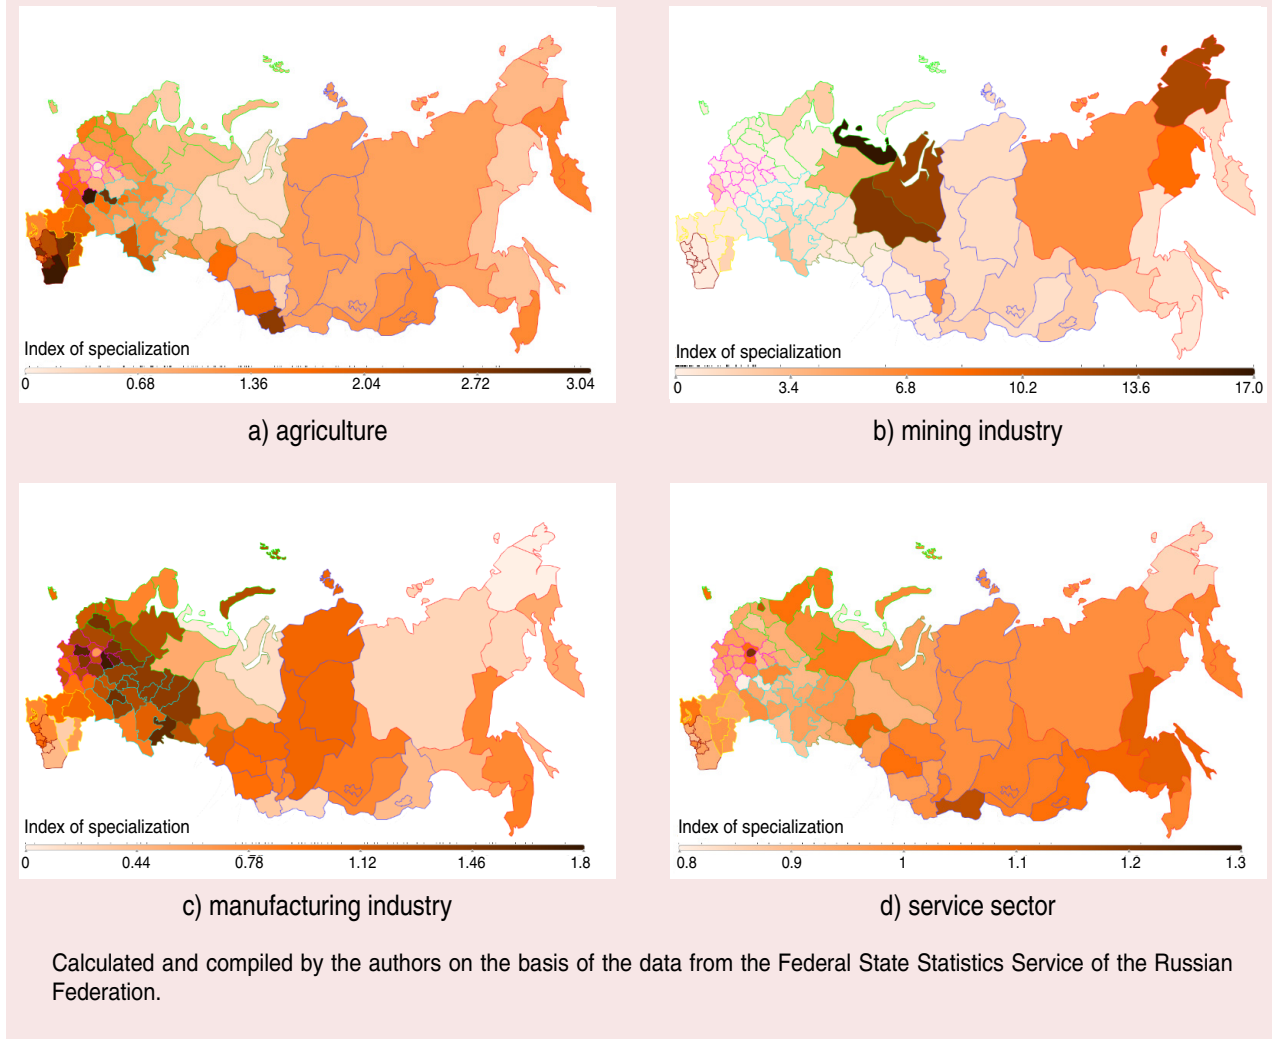 Index of specialization
0 0.68 1.36 2.04 2.72 3.04
a) agriculture
Index of specialization
0 3.4 6.8 10.2 13.6 17.0
b) mining industry
Index of specialization
0 0.44 0.78 1.12 1.46 1.8
c) manufacturing industry
Index of specialization
0.8 0.9 1 1.1 1.2 1.3
d) service sector
Calculated and compiled by the authors on the basis of the data from the Federal State Statistics Service of the Russian
Federation.